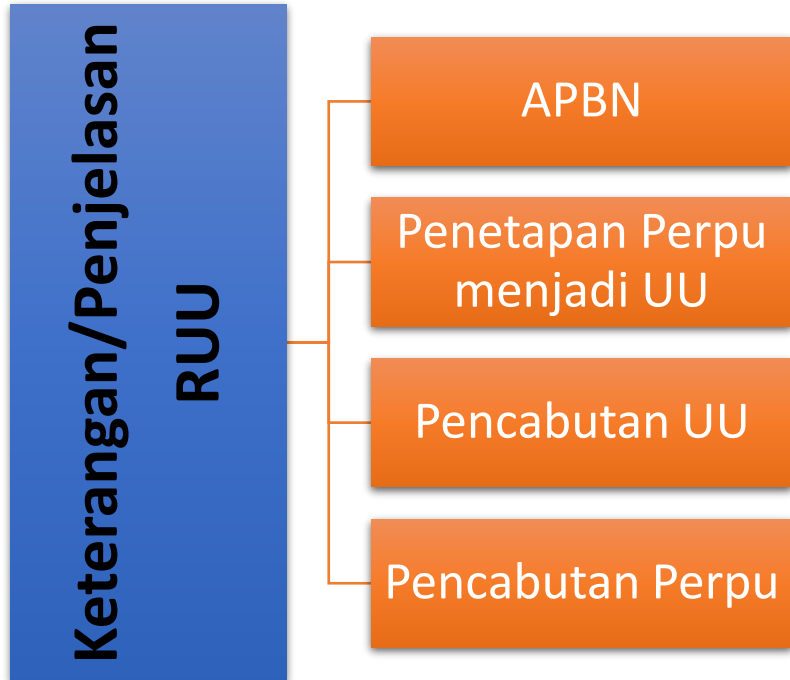 Keterangan/Penjelasan
RUU
APBN
Penetapan Perpu
menjadi UU
Pencabutan UU
Pencabutan Perpu